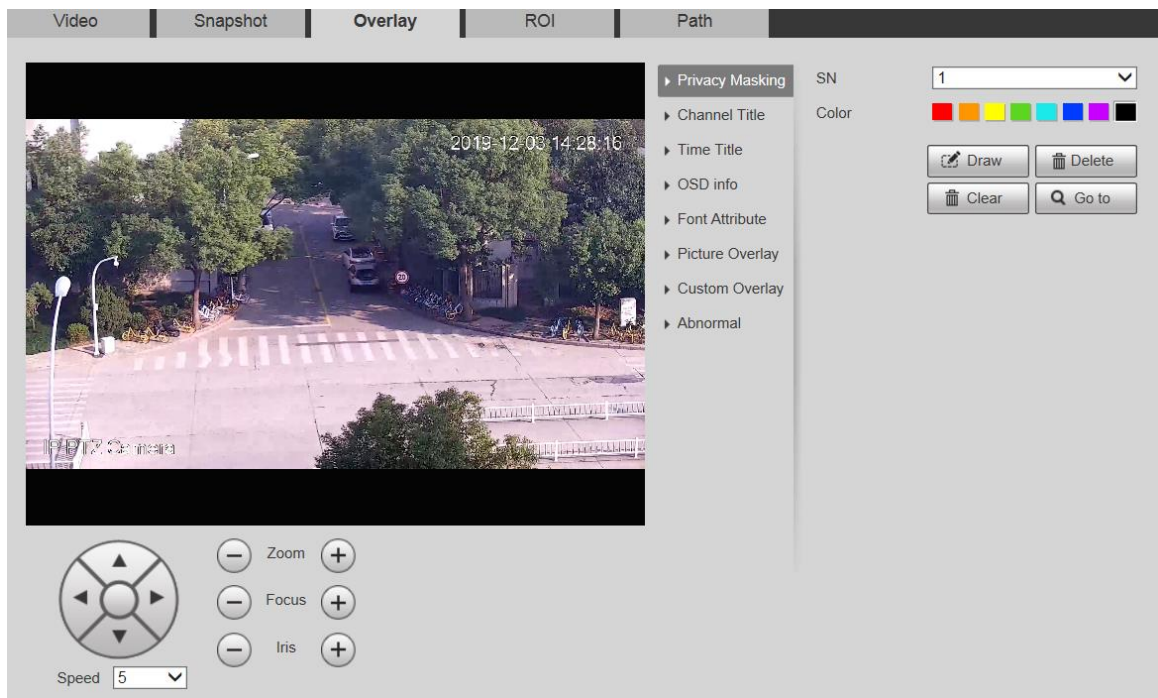 Video Snapshot Overlay ROI Path
2019-12-03 14:28:16
20
IP PTZ Camera
Privacy Masking
Channel Title
Time Title
OSD info
Font Attribute
Picture Overlay
Custom Overlay
Abnormal
SN 1
Color
Draw Delete
Clear Go to
Zoom
Focus
Iris
Speed 5